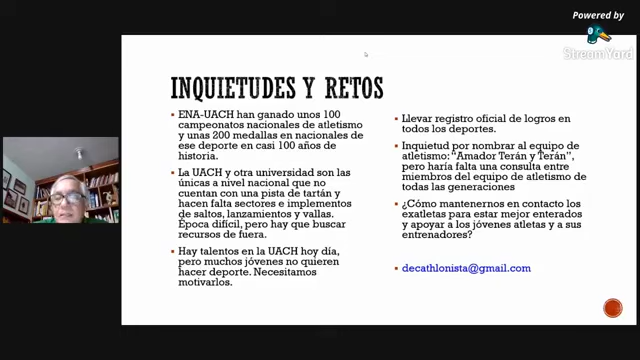 Powered by
StreamYard
INQUIETUDES Y RETOS
ENA-UACH han ganado unos 100
campeonatos nacionales de atletismo
y unas 200 medallas en nacionales de
ese deporte en casi 100 años de
historia.
La UACH y otra universidad son las
únicas a nivel nacional que no
cuentan con una pista de tartán y
hacen falta sectores e implementos
de saltos, lanzamientos y vallas.
Época difícil, pero hay que buscar
recursos de fuera.
Hay talentos en la UACH hoy día,
pero muchos jóvenes no quieren
hacer deporte. Necesitamos
motivarlos.
Llevar registro oficial de logros en
todos los deportes.
Inquietud por nombrar al equipo de
atletismo: “Amador Terán y Terán”,
pero haría falta una consulta entre
miembros del equipo de atletismo de
todas las generaciones
¿Cómo mantenernos en contacto los
exatletas para estar mejor enterados
y apoyar a los jóvenes atletas y a sus
entrenadores?
decathlonista@gmail.com